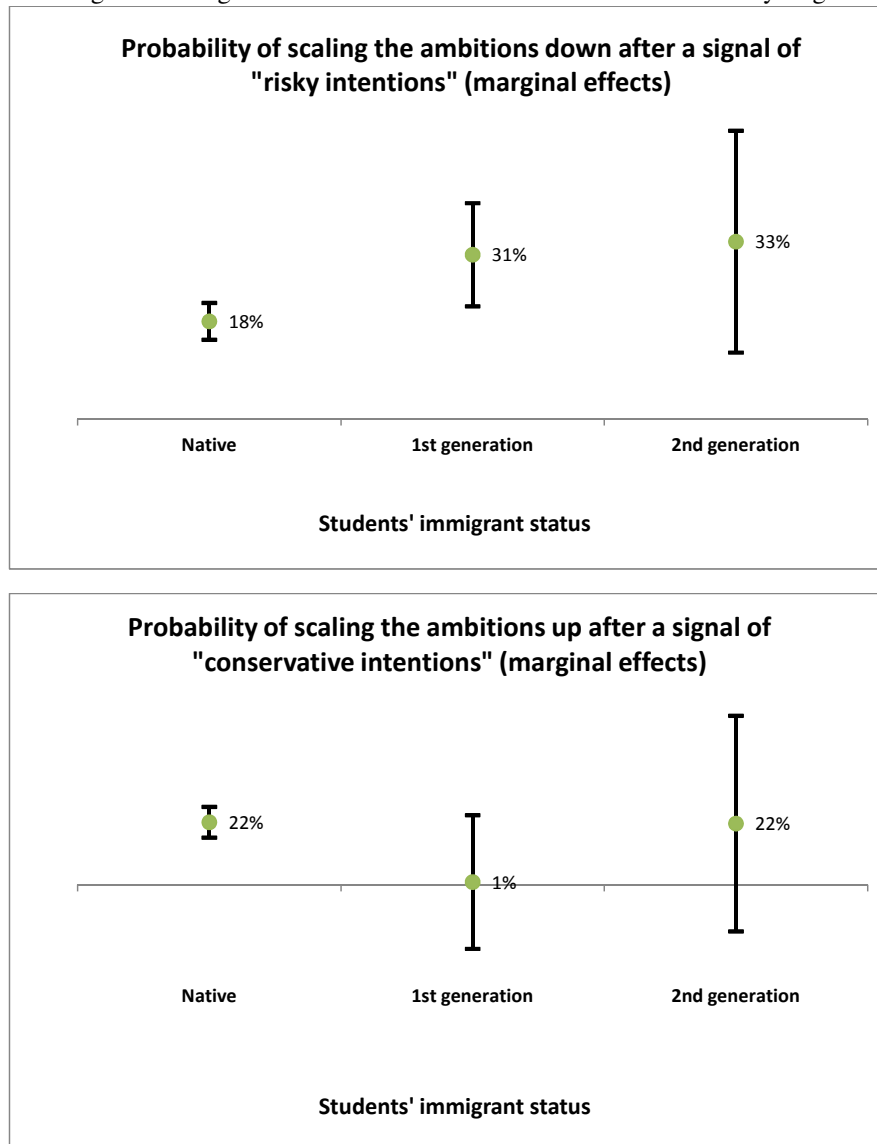 Probability of scaling the ambitions down after a signal of
"risky intentions" (marginal effects)
18%
31%
33%
Native 1st generation 2nd generation
Students' immigrant status
Probability of scaling the ambitions up after a signal of
"conservative intentions" (marginal effects)
22%
1%
22%
Native 1st generation 2nd generation
Students' immigrant status